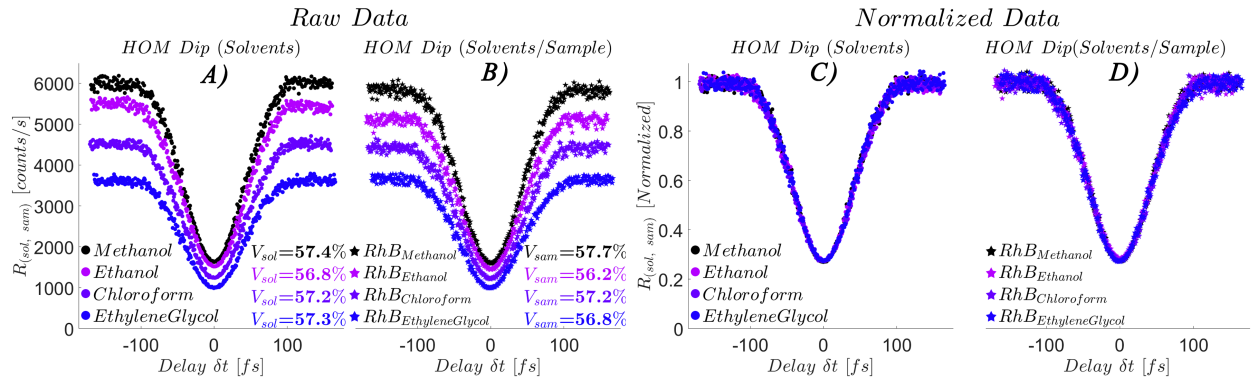 Raw Data
Normalized Data
HOM Dip (Solvents)
HOM Dip (Solvents/Sample)
HOM Dip (Solvents)
HOM Dip(Solvents/Sample)
A)
B)
C)
D)
R(sol, sam) [counts/s]
6000
5000
4000
3000
2000
1000
0
Methanol Vsol=57.4%
Ethanol Vsol=56.8%
Chloroform Vsol=57.2%
EthyleneGlycol Vsol=57.3%
-100 0 100
Delay δt [fs]
RhBMethanol Vsam=57.7%
RhBEthanol Vsam=56.2%
RhBChloroform Vsam=57.2%
RhBEthyleneGlycol Vsam=56.8%
-100 0 100
Delay δt [fs]
R(sol, sam) [Normalized]
1
0.8
0.6
0.4
0.2
0
Methanol
Ethanol
Chloroform
EthyleneGlycol
-100 0 100
Delay δt [fs]
RhBMethanol
RhBEthanol
RhBChloroform
RhBEthyleneGlycol
-100 0 100
Delay δt [fs]